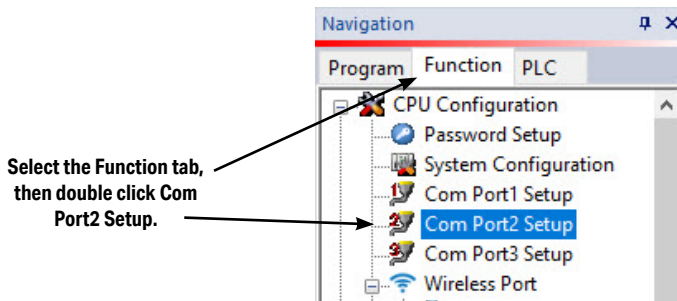 Navigation
Program Function PLC
CPU Configuration
Password Setup
System Configuration
Select the Function tab,
then double click Com
Port2 Setup.
Com Port1 Setup
Com Port2 Setup
Com Port3 Setup
Wireless Port